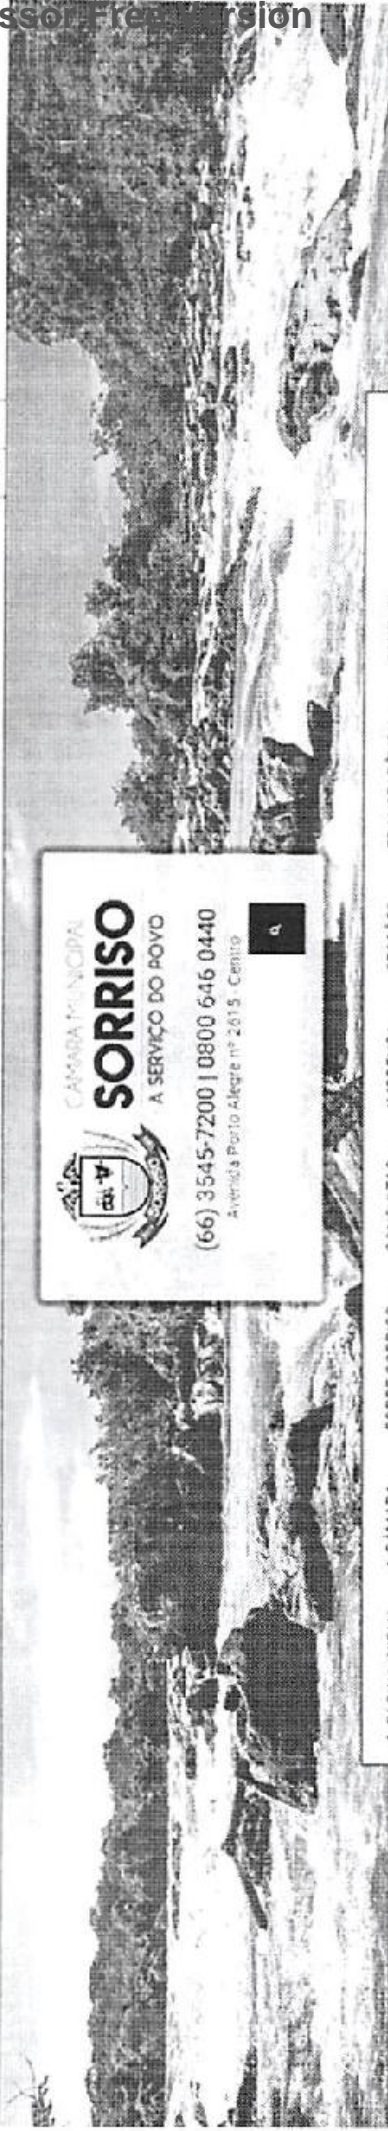 ssor Free Version
CÂMARA MUNICIPAL
SORRISO
A SERVIÇO DO POVO
(66) 3545-7200 | 0800 646 0440
Avenida Porto Alegre nº 2615 - Centro